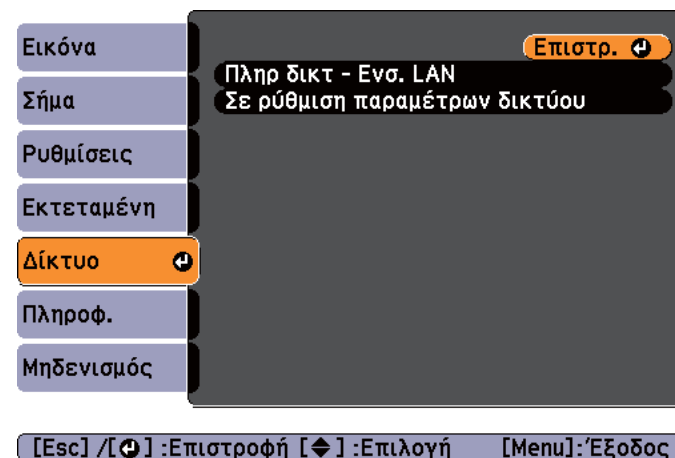 Εικόνα
Σήμα
Ρυθμίσεις
Εκτεταμένη
Δίκτυο
Πληροφ.
Μηδενισμός
Επιστρ.
Πληρ δικτ - Ενσ. LAN
Σε ρύθμιση παραμέτρων δικτύου
[Esc] /[ ] :Επιστροφή [ ] :Επιλογή [Menu]:Έξοδος